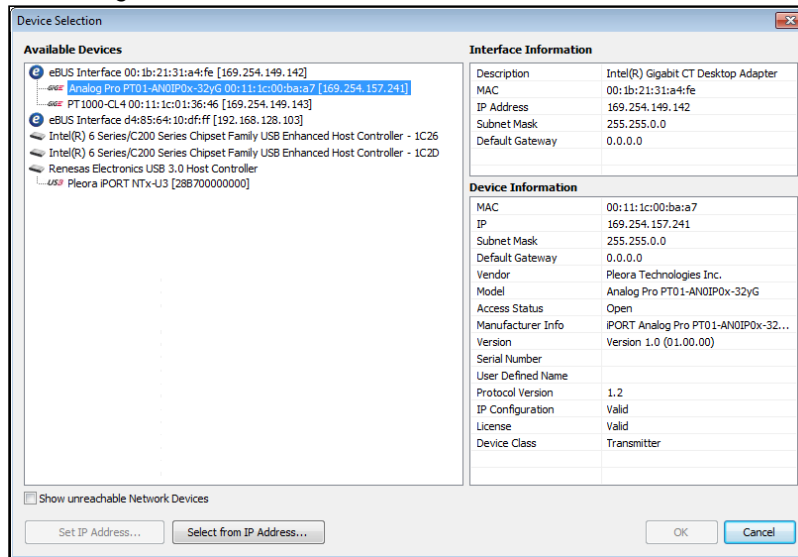 Device Selection
Available Devices
eBUS Interface 00:1b:21:31:a4:fe [169.254.149.142]
GIGE Analog Pro PT01-AN0IP0x-32yG 00:11:1c:00:ba:a7 [169.254.157.241]
GIGE PT1000-CL4 00:11:1c:01:36:46 [169.254.149.143]
eBUS Interface d4:85:64:10:df:ff [192.168.128.103]
Intel(R) 6 Series/C200 Series Chipset Family USB Enhanced Host Controller - 1C26
Intel(R) 6 Series/C200 Series Chipset Family USB Enhanced Host Controller - 1C2D
Renesas Electronics USB 3.0 Host Controller
US3 Pleora iPORT NTx-U3 [28B700000000]
Interface Information
Description Intel(R) Gigabit CT Desktop Adapter
MAC 00:1b:21:31:a4:fe
IP Address 169.254.149.142
Subnet Mask 255.255.0.0
Default Gateway 0.0.0.0
Device Information
MAC 00:11:1c:00:ba:a7
IP 169.254.157.241
Subnet Mask 255.255.0.0
Default Gateway 0.0.0.0
Vendor Pleora Technologies Inc.
Model Analog Pro PT01-AN0IP0x-32yG
Access Status Open
Manufacturer Info iPORT Analog Pro PT01-AN0IP0x-32...
Version Version 1.0 (01.00.00)
Serial Number
User Defined Name
Protocol Version 1.2
IP Configuration Valid
License Valid
Device Class Transmitter
Show unreachable Network Devices
Set IP Address... Select from IP Address... OK Cancel